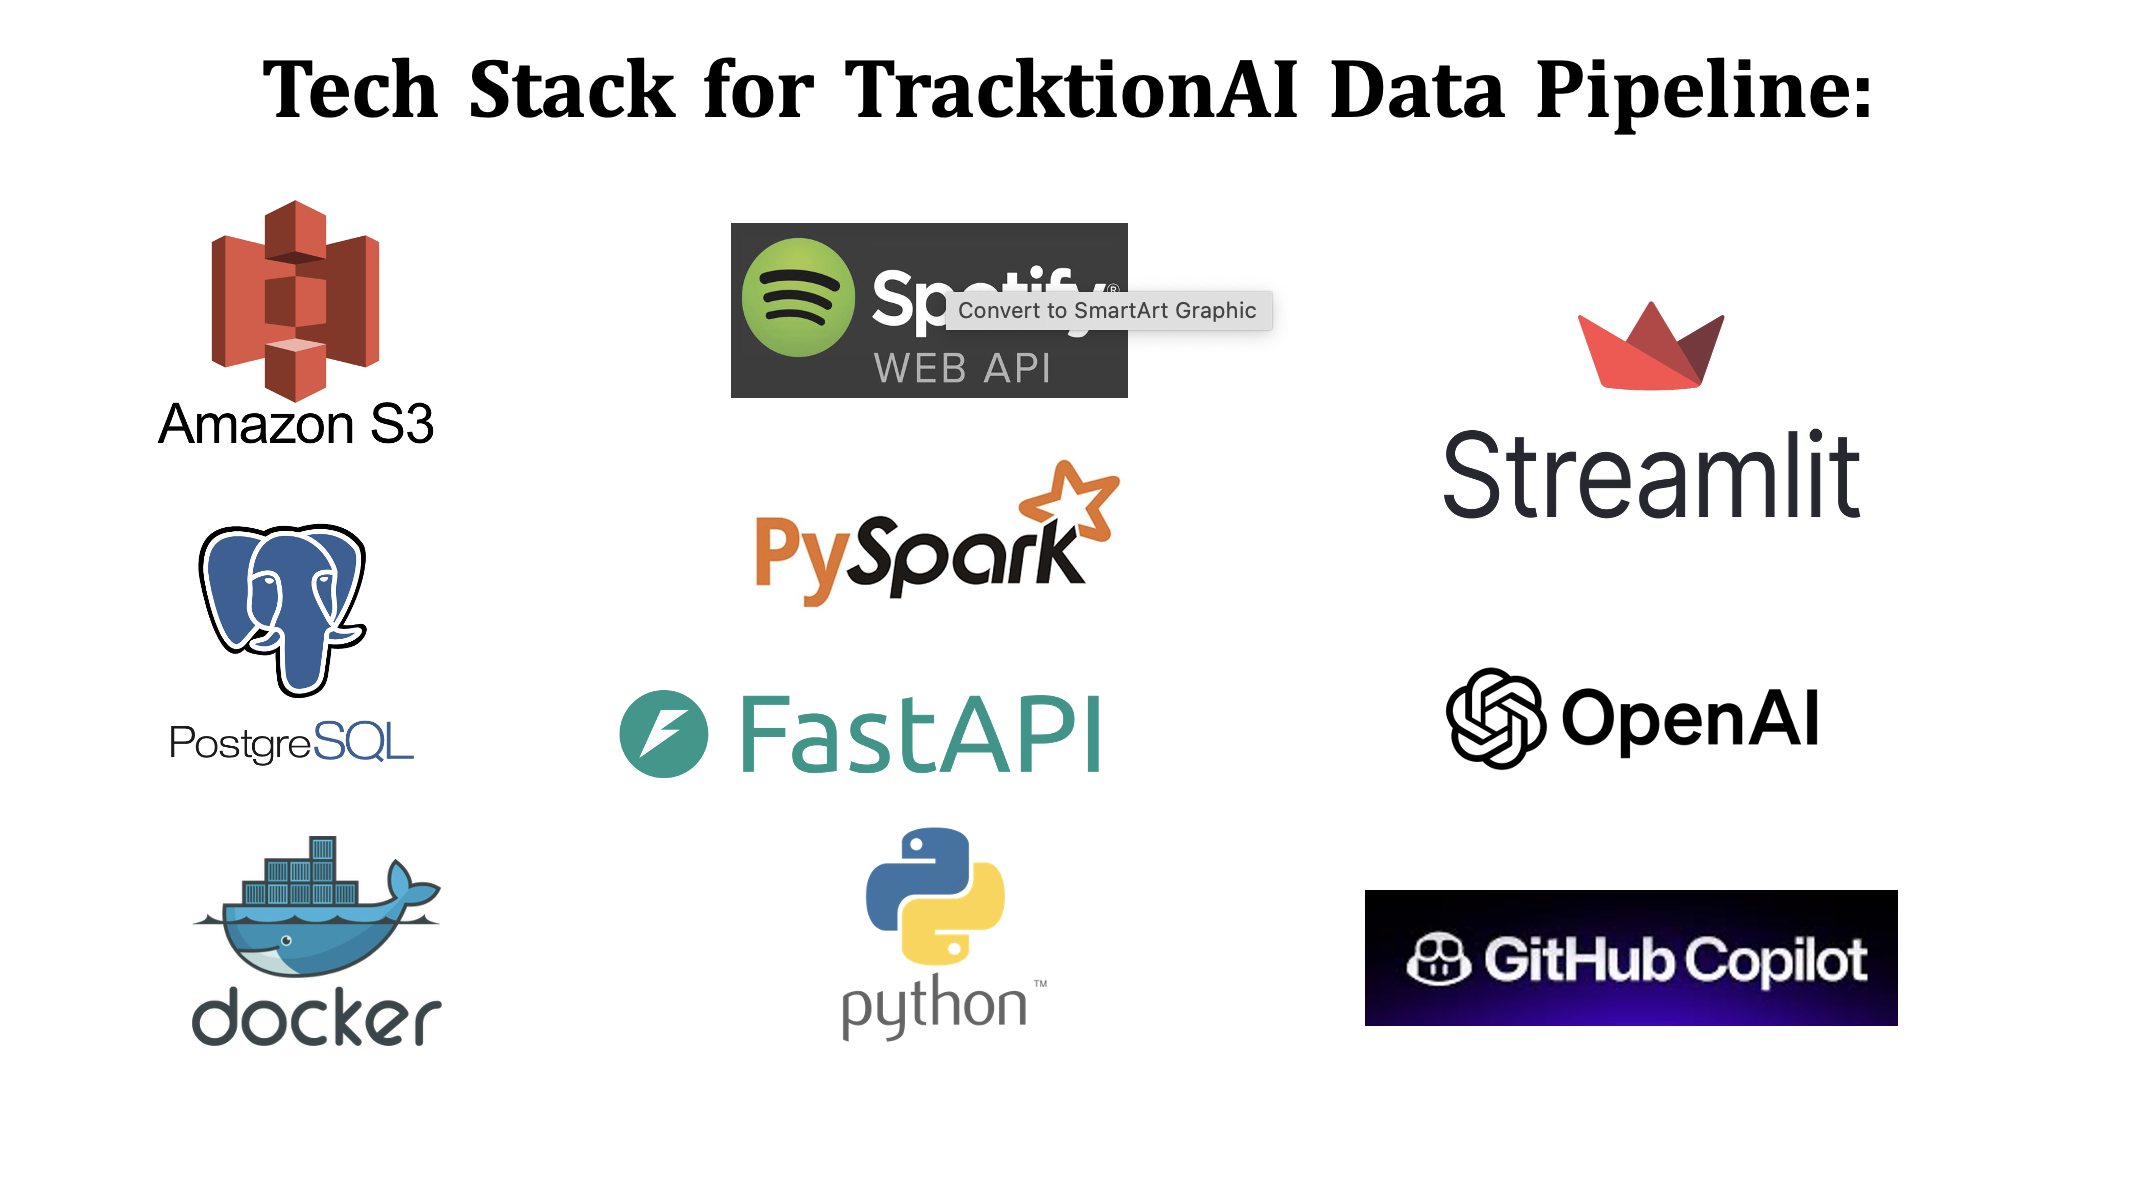 Tech Stack for TracktionAI Data Pipeline:
Amazon S3
Spotify®
Convert to SmartArt Graphic
WEB API
PySpark
Streamlit
PostgreSQL
FastAPI
OpenAI
docker
python™
GitHub Copilot